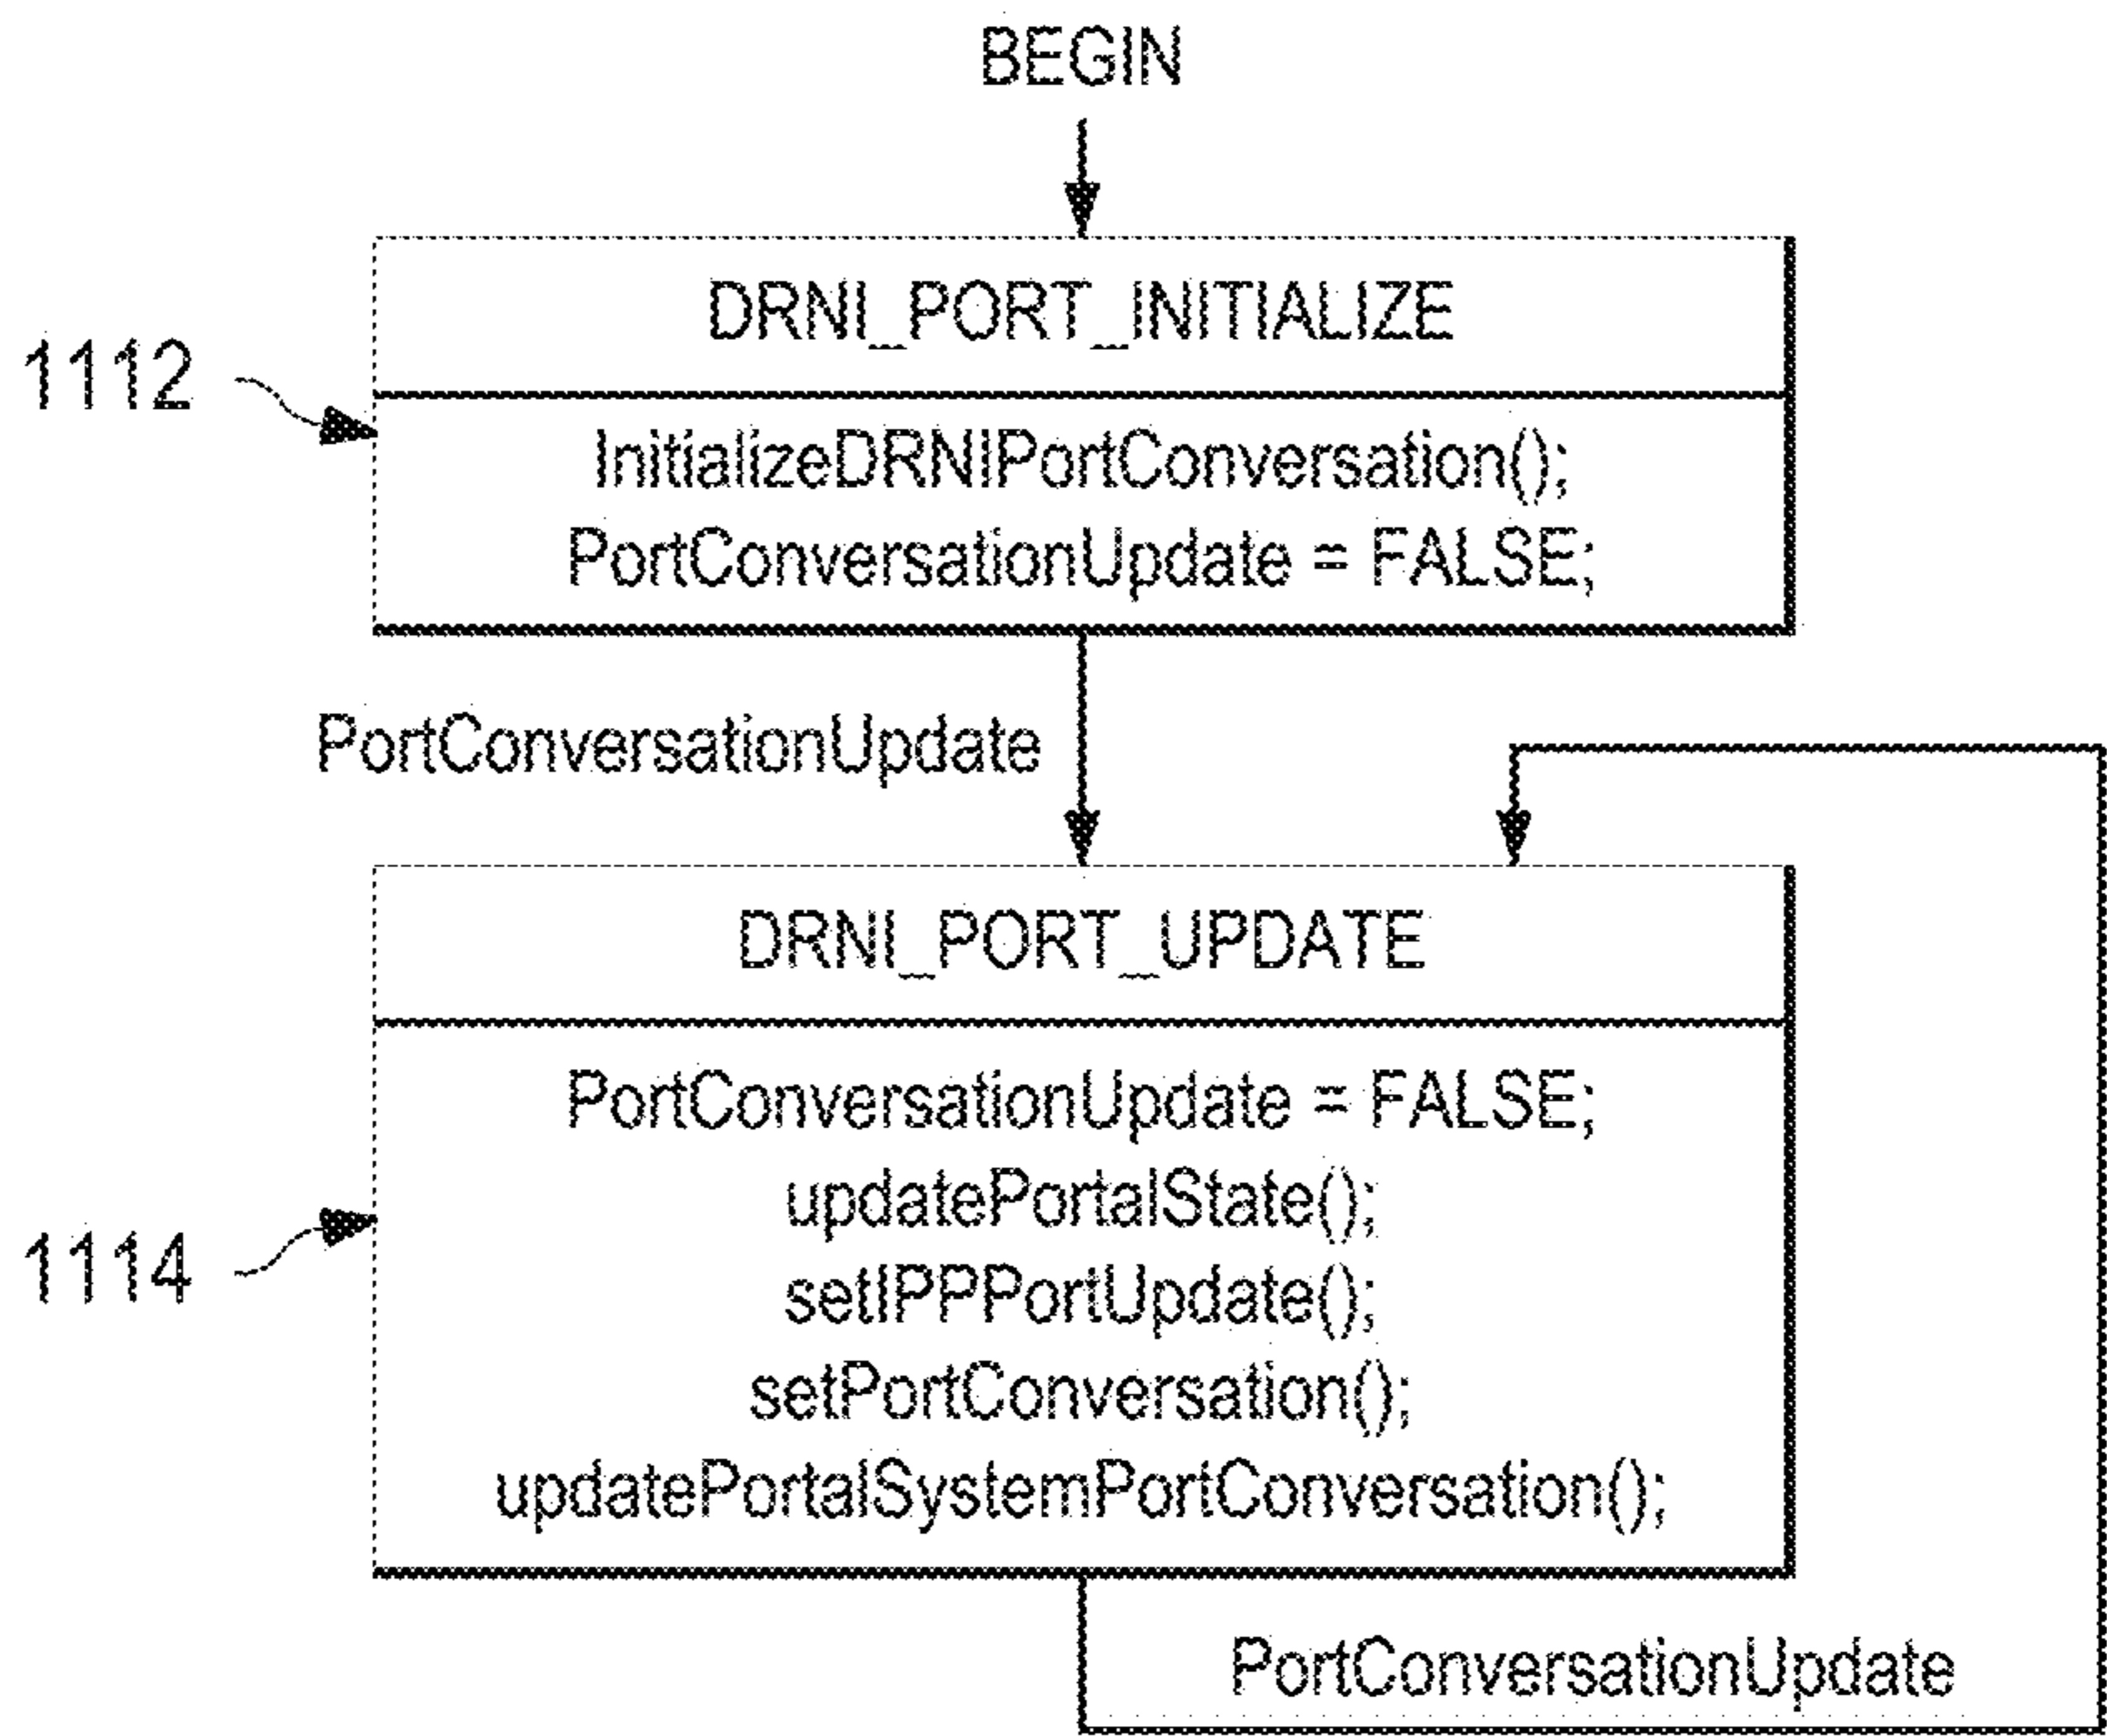 BEGIN
DRNI_PORT_INITIALIZE
1112
InitializeDRNIPortConversation();
PortConversationUpdate = FALSE;
PortConversationUpdate
DRNI_PORT_UPDATE
PortConversationUpdate = FALSE;
updatePortalState();
1114
setIPPPortUpdate();
setPortConversation();
updatePortalSystemPortConversation();
PortConversationUpdate